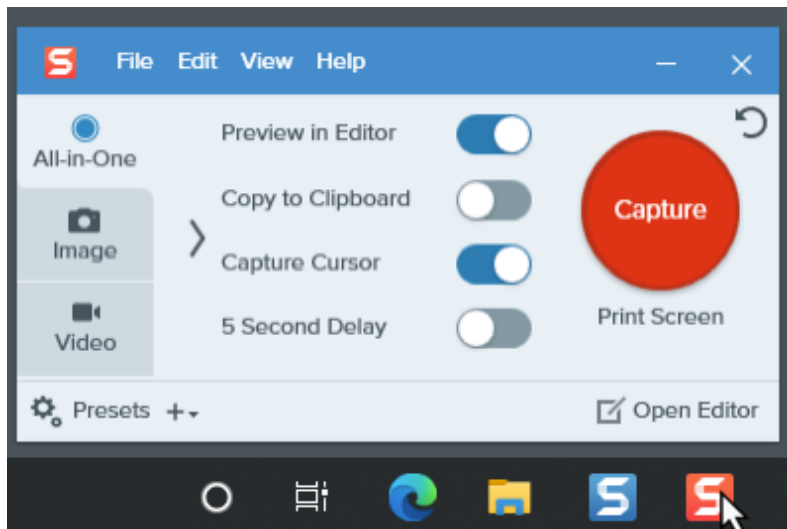 File Edit View Help
All-in-One
Image
Video
Preview in Editor
Copy to Clipboard
Capture Cursor
5 Second Delay
Capture
Print Screen
Presets
Open Editor